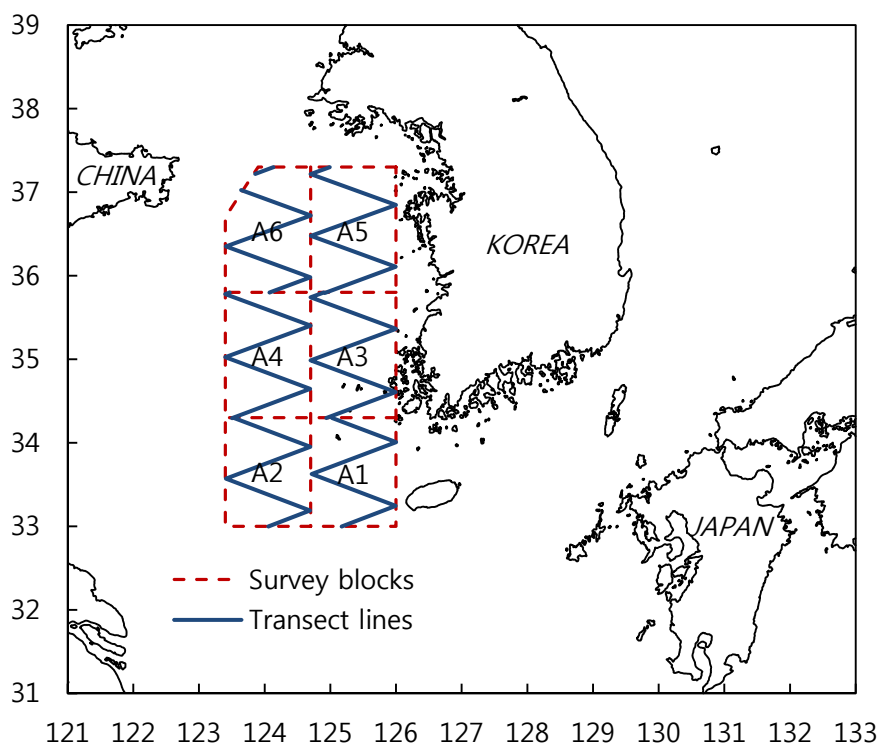 39
38
37
36
35
34
33
32
31
CHINA
KOREA
JAPAN
A6
A5
A4
A3
A2
A1
Survey blocks
Transect lines
121 122 123 124 125 126 127 128 129 130 131 132 133